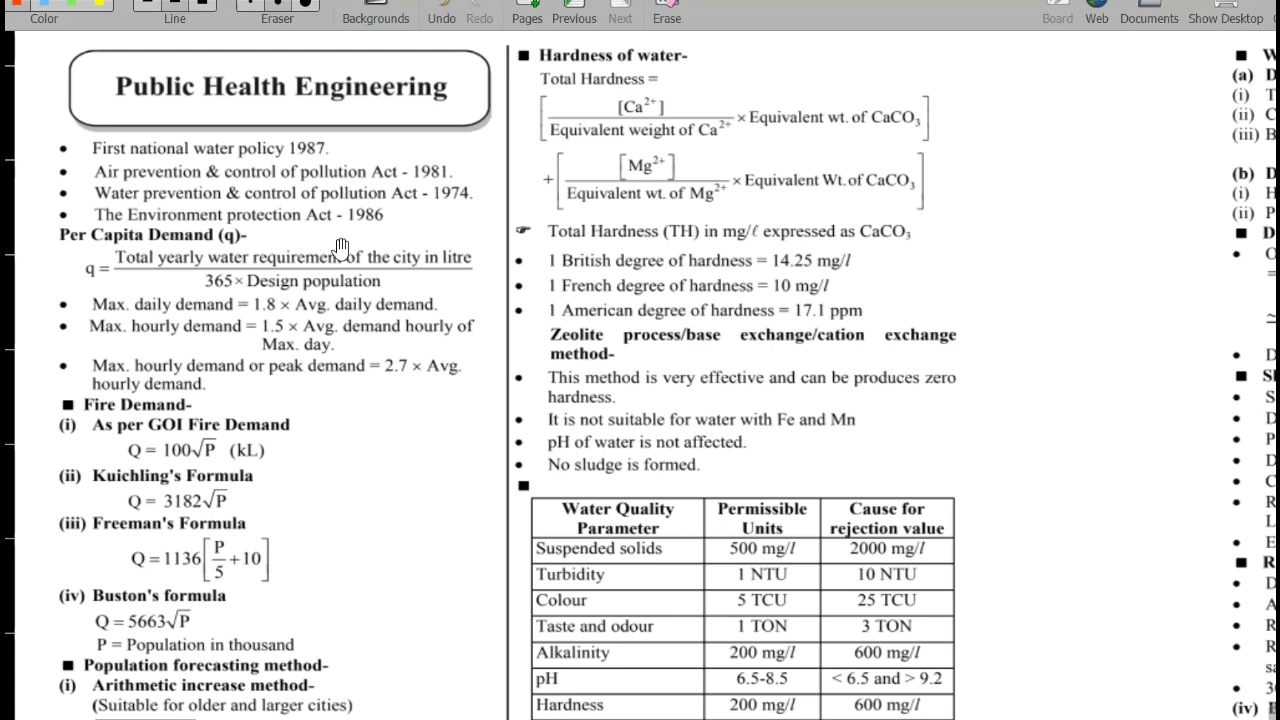 Color Line Eraser Backgrounds Undo Redo Pages Previous Next Erase Board Web Documents Show Desktop
Public Health Engineering
• First national water policy 1987.
• Air prevention & control of pollution Act - 1981.
• Water prevention & control of pollution Act - 1974.
• The Environment protection Act - 1986
Per Capita Demand (q)-
q = Total yearly water requirement of the city in litre / 365 × Design population
• Max. daily demand = 1.8 × Avg. daily demand.
• Max. hourly demand = 1.5 × Avg. demand hourly of
Max. day.
• Max. hourly demand or peak demand = 2.7 × Avg.
hourly demand.
■ Fire Demand-
(i) As per GOI Fire Demand
Q = 100√P (kL)
(ii) Kuichling's Formula
Q = 3182√P
(iii) Freeman's Formula
Q = 1136[P/5 + 10]
(iv) Buston's formula
Q = 5663√P
P = Population in thousand
■ Population forecasting method-
(i) Arithmetic increase method-
(Suitable for older and larger cities)
■ Hardness of water-
Total Hardness =
[[Ca²⁺] / Equivalent weight of Ca²⁺ × Equivalent wt. of CaCO₃]
+ [[Mg²⁺] / Equivalent wt. of Mg²⁺ × Equivalent Wt. of CaCO₃]
☞ Total Hardness (TH) in mg/ℓ expressed as CaCO₃
• 1 British degree of hardness = 14.25 mg/l
• 1 French degree of hardness = 10 mg/l
• 1 American degree of hardness = 17.1 ppm
Zeolite process/base exchange/cation exchange
method-
• This method is very effective and can be produces zero
hardness.
• It is not suitable for water with Fe and Mn
• pH of water is not affected.
• No sludge is formed.
■
Water Quality Parameter Permissible Units Cause for rejection value
Suspended solids 500 mg/l 2000 mg/l
Turbidity 1 NTU 10 NTU
Colour 5 TCU 25 TCU
Taste and odour 1 TON 3 TON
Alkalinity 200 mg/l 600 mg/l
pH 6.5-8.5 < 6.5 and > 9.2
Hardness 200 mg/l 600 mg/l
■
(a)
(i)
(ii)
(iii)
(b)
(i)
(ii)
■
•
•
■
•
•
•
•
•
•
•
■
•
•
•
•
•
(iv)